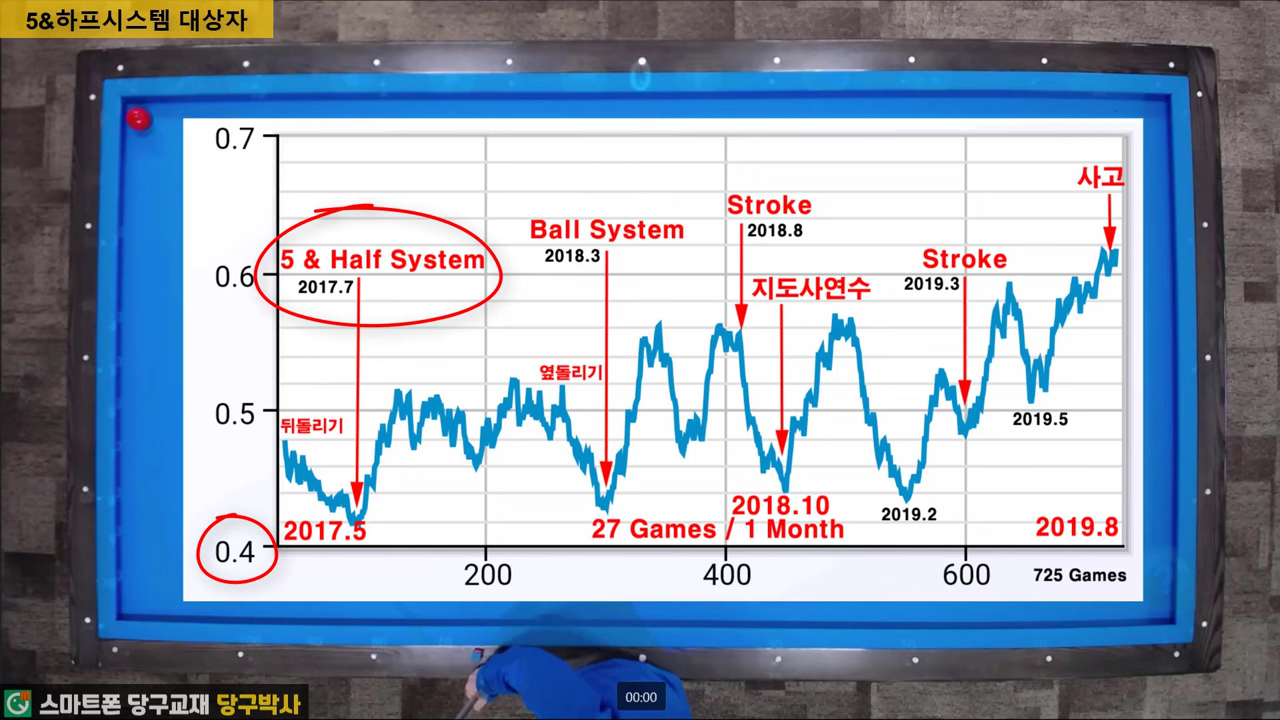 5&하프시스템 대상자
0.7
사고
Stroke
2018.8
Ball System
2018.3
5 & Half System
2017.7
Stroke
2019.3
0.6
지도사연수
옆돌리기
뒤돌리기
0.5
2019.5
2018.10
2019.2
2017.5
27 Games / 1 Month
2019.8
0.4
200
400
600
725 Games
스마트폰 당구교재 당구박사
00:00